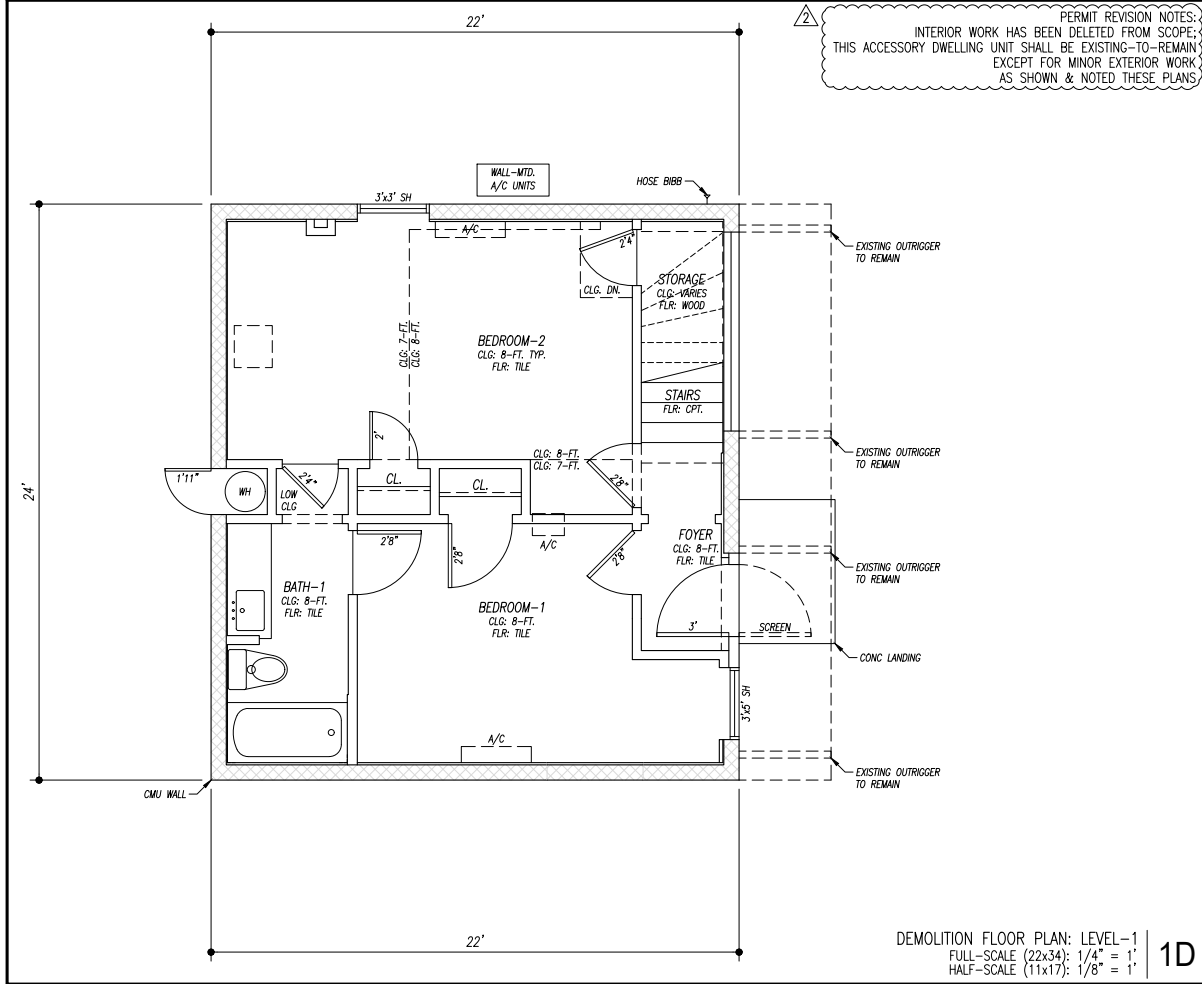 22'
2
PERMIT REVISION NOTES:
INTERIOR WORK HAS BEEN DELETED FROM SCOPE;
THIS ACCESSORY DWELLING UNIT SHALL BE EXISTING-TO-REMAIN
EXCEPT FOR MINOR EXTERIOR WORK
AS SHOWN & NOTED THESE PLANS
WALL-MTD.
A/C UNITS
HOSE BIBB
3'x3' SH
A/C
2'4"
EXISTING OUTRIGGER
TO REMAIN
CLG. DN.
STORAGE
CLG: VARIES
FLR: WOOD
CLG: 7-FT.
CLG: 8-FT.
BEDROOM-2
CLG: 8-FT. TYP.
FLR: TILE
STAIRS
FLR: CPT.
2'
EXISTING OUTRIGGER
TO REMAIN
CLG: 8-FT.
CLG: 7-FT.
24'
1'11"
WH
2'4"
LOW
CLG
CL.
CL.
2'8"
2'8"
2'8"
A/C
2'8"
FOYER
CLG: 8-FT.
FLR: TILE
EXISTING OUTRIGGER
TO REMAIN
BATH-1
CLG: 8-FT.
FLR: TILE
BEDROOM-1
CLG: 8-FT.
FLR: TILE
3'
SCREEN
CONC LANDING
3'x5' SH
A/C
EXISTING OUTRIGGER
TO REMAIN
CMU WALL
22'
DEMOLITION FLOOR PLAN: LEVEL-1
FULL-SCALE (22x34): 1/4" = 1'
HALF-SCALE (11x17): 1/8" = 1'
1D